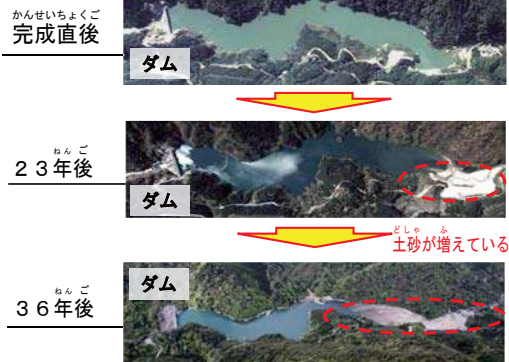 かんせいちょくご
完成直後
ダム
ねんご
２３年後
ダム
どしゃ ふ
土砂が増えている
ダム
ねんご
３６年後